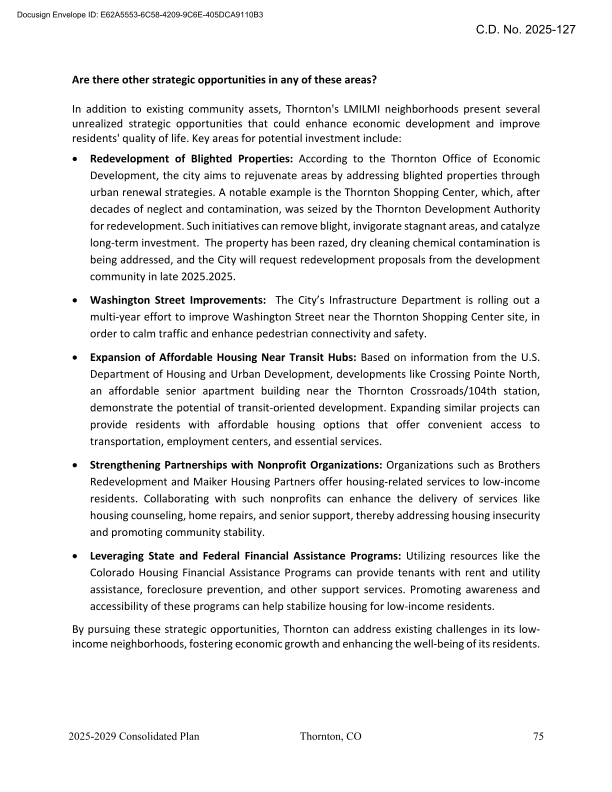 Docusign Envelope ID: E62A5553-6C58-4209-9C6E-405DCA9110B3
C.D. No. 2025-127
Are there other strategic opportunities in any of these areas?
In addition to existing community assets, Thornton's LMILMI neighborhoods present several
unrealized strategic opportunities that could enhance economic development and improve
residents' quality of life. Key areas for potential investment include:
• Redevelopment of Blighted Properties: According to the Thornton Office of Economic
Development, the city aims to rejuvenate areas by addressing blighted properties through
urban renewal strategies. A notable example is the Thornton Shopping Center, which, after
decades of neglect and contamination, was seized by the Thornton Development Authority
for redevelopment. Such initiatives can remove blight, invigorate stagnant areas, and catalyze
long-term investment.  The property has been razed, dry cleaning chemical contamination is
being addressed, and the City will request redevelopment proposals from the development
community in late 2025.2025.
• Washington Street Improvements:  The City’s Infrastructure Department is rolling out a
multi-year effort to improve Washington Street near the Thornton Shopping Center site, in
order to calm traffic and enhance pedestrian connectivity and safety.
• Expansion of Affordable Housing Near Transit Hubs: Based on information from the U.S.
Department of Housing and Urban Development, developments like Crossing Pointe North,
an affordable senior apartment building near the Thornton Crossroads/104th station,
demonstrate the potential of transit-oriented development. Expanding similar projects can
provide residents with affordable housing options that offer convenient access to
transportation, employment centers, and essential services.
• Strengthening Partnerships with Nonprofit Organizations: Organizations such as Brothers
Redevelopment and Maiker Housing Partners offer housing-related services to low-income
residents. Collaborating with such nonprofits can enhance the delivery of services like
housing counseling, home repairs, and senior support, thereby addressing housing insecurity
and promoting community stability.
• Leveraging State and Federal Financial Assistance Programs: Utilizing resources like the
Colorado Housing Financial Assistance Programs can provide tenants with rent and utility
assistance, foreclosure prevention, and other support services. Promoting awareness and
accessibility of these programs can help stabilize housing for low-income residents.
By pursuing these strategic opportunities, Thornton can address existing challenges in its low-
income neighborhoods, fostering economic growth and enhancing the well-being of its residents.
2025-2029 Consolidated Plan Thornton, CO 75